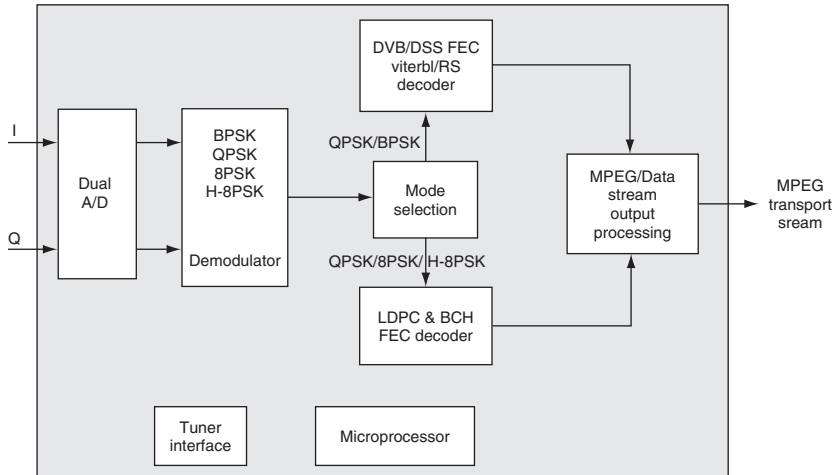 I
Q
Dual
A/D
BPSK
QPSK
8PSK
H-8PSK
Demodulator
Mode
selection
QPSK/BPSK
DVB/DSS FEC
viterbl/RS
decoder
QPSK/8PSK/ H-8PSK
LDPC & BCH
FEC decoder
MPEG/Data
stream
output
processing
MPEG
transport
sream
Tuner
interface
Microprocessor